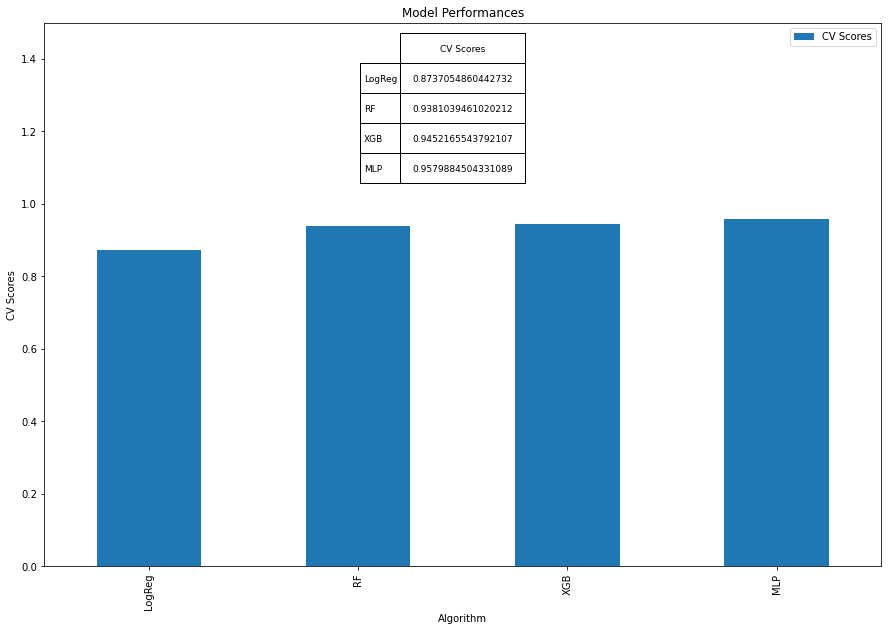 Model Performances
CV Scores
CV Scores
LogReg 0.8737054860442732
RF 0.9381039461020212
XGB 0.9452165543792107
MLP 0.9579884504331089
1.4
1.2
1.0
0.8
0.6
0.4
0.2
0.0
CV Scores
LogReg
RF
XGB
MLP
Algorithm